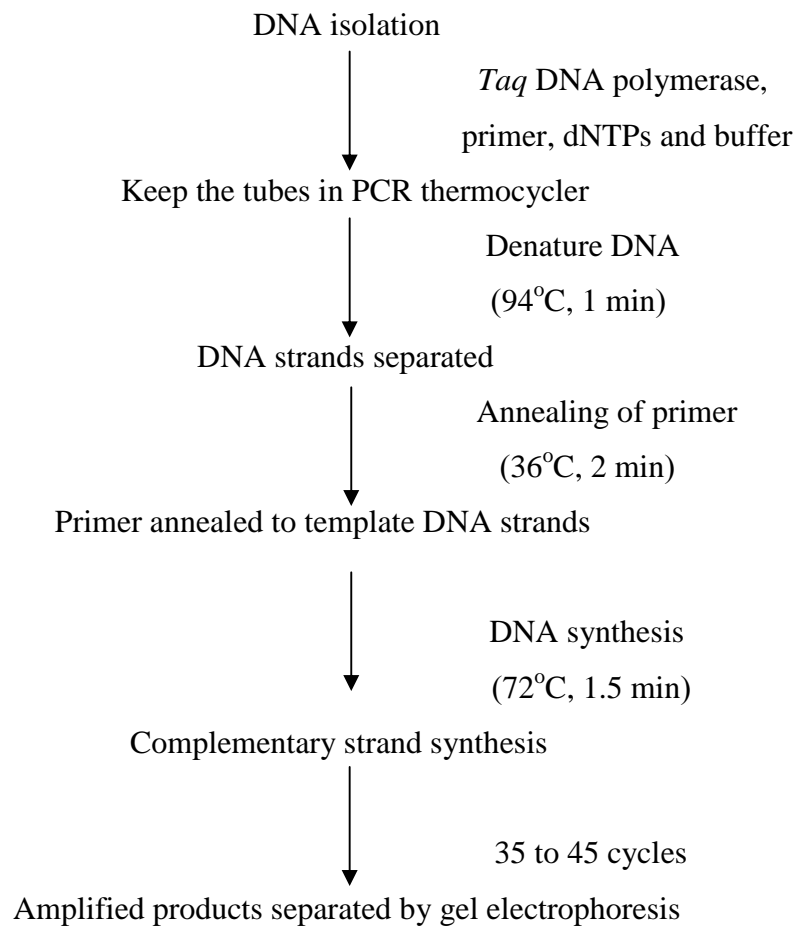 DNA isolation
Taq DNA polymerase,
primer, dNTPs and buffer
Keep the tubes in PCR thermocycler
Denature DNA
(94°C, 1 min)
DNA strands separated
Annealing of primer
(36°C, 2 min)
Primer annealed to template DNA strands
DNA synthesis
(72°C, 1.5 min)
Complementary strand synthesis
35 to 45 cycles
Amplified products separated by gel electrophoresis